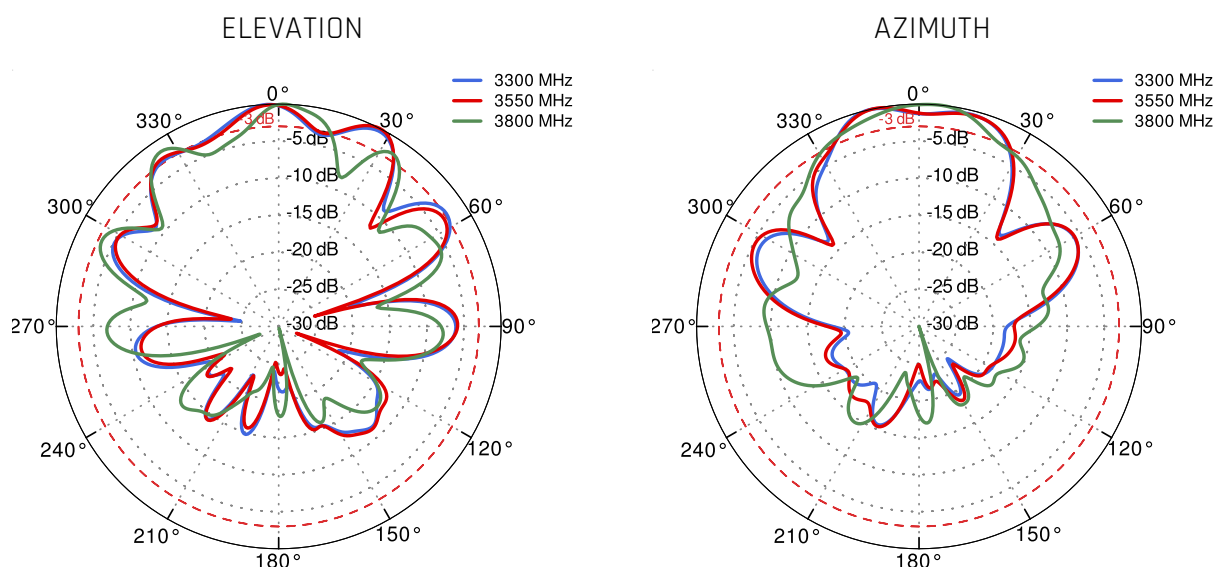 ELEVATION
3300 MHz
3550 MHz
3800 MHz
0°
330°
-3 dB
30°
-5 dB
-10 dB
300°
-15 dB
60°
-20 dB
-25 dB
270°
-30 dB
90°
240°
120°
210°
150°
180°
AZIMUTH
3300 MHz
3550 MHz
3800 MHz
0°
330°
-3 dB
30°
-5 dB
-10 dB
300°
-15 dB
60°
-20 dB
-25 dB
270°
-30 dB
90°
240°
120°
210°
150°
180°